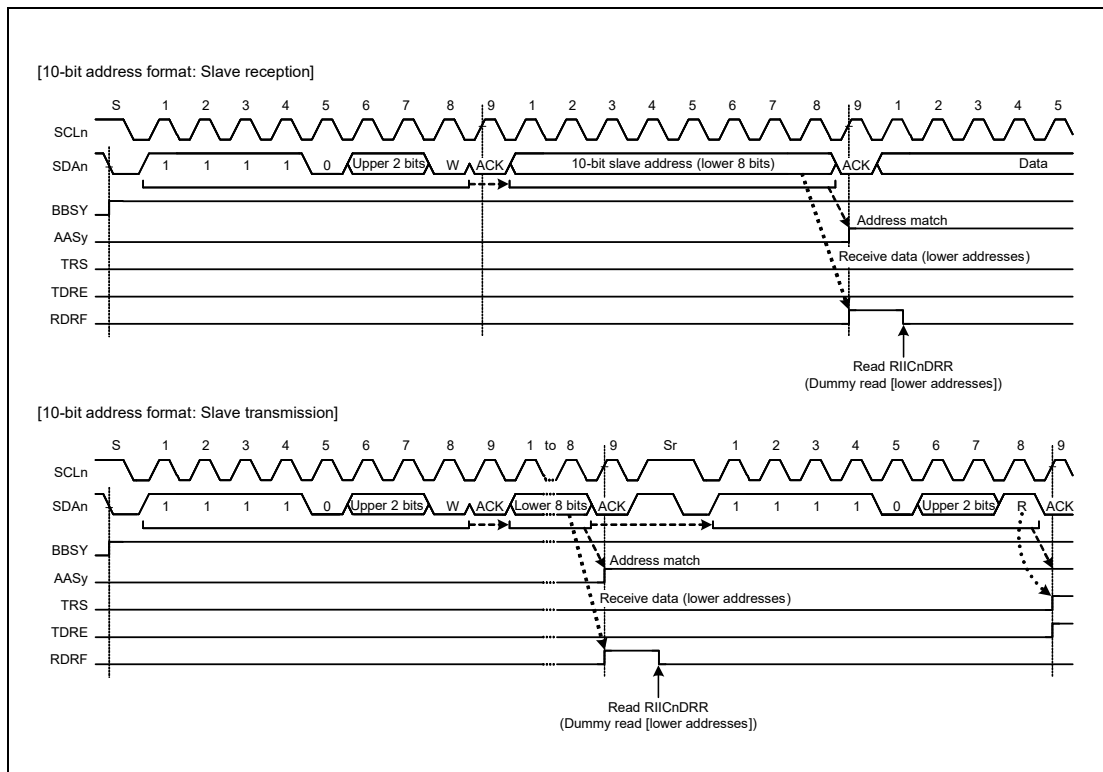 [10-bit address format: Slave reception]
S 1 2 3 4 5 6 7 8 9 1 2 3 4 5 6 7 8 9 1 2 3 4 5
SCLn
SDAn 1 1 1 1 0 Upper 2 bits W ACK 10-bit slave address (lower 8 bits) ACK Data
BBSY
Address match
AASy
Receive data (lower addresses)
TRS
TDRE
RDRF
Read RIICnDRR
(Dummy read [lower addresses])
[10-bit address format: Slave transmission]
S 1 2 3 4 5 6 7 8 9 1 to 8 9 Sr 1 2 3 4 5 6 7 8 9
SCLn
SDAn 1 1 1 1 0 Upper 2 bits W ACK Lower 8 bits ACK 1 1 1 1 0 Upper 2 bits R ACK
BBSY
Address match
AASy
Receive data (lower addresses)
TRS
TDRE
RDRF
Read RIICnDRR
(Dummy read [lower addresses])